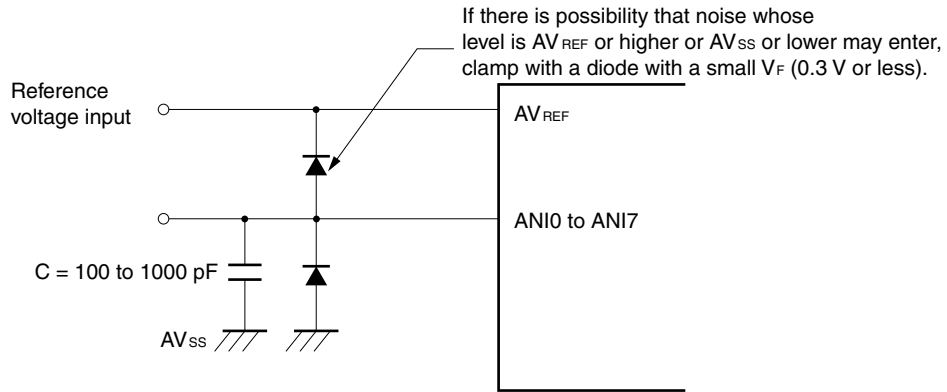 If there is possibility that noise whose
level is AVREF or higher or AVSS or lower may enter,
clamp with a diode with a small VF (0.3 V or less).
Reference
voltage input
AVREF
ANI0 to ANI7
C = 100 to 1000 pF
AVSS